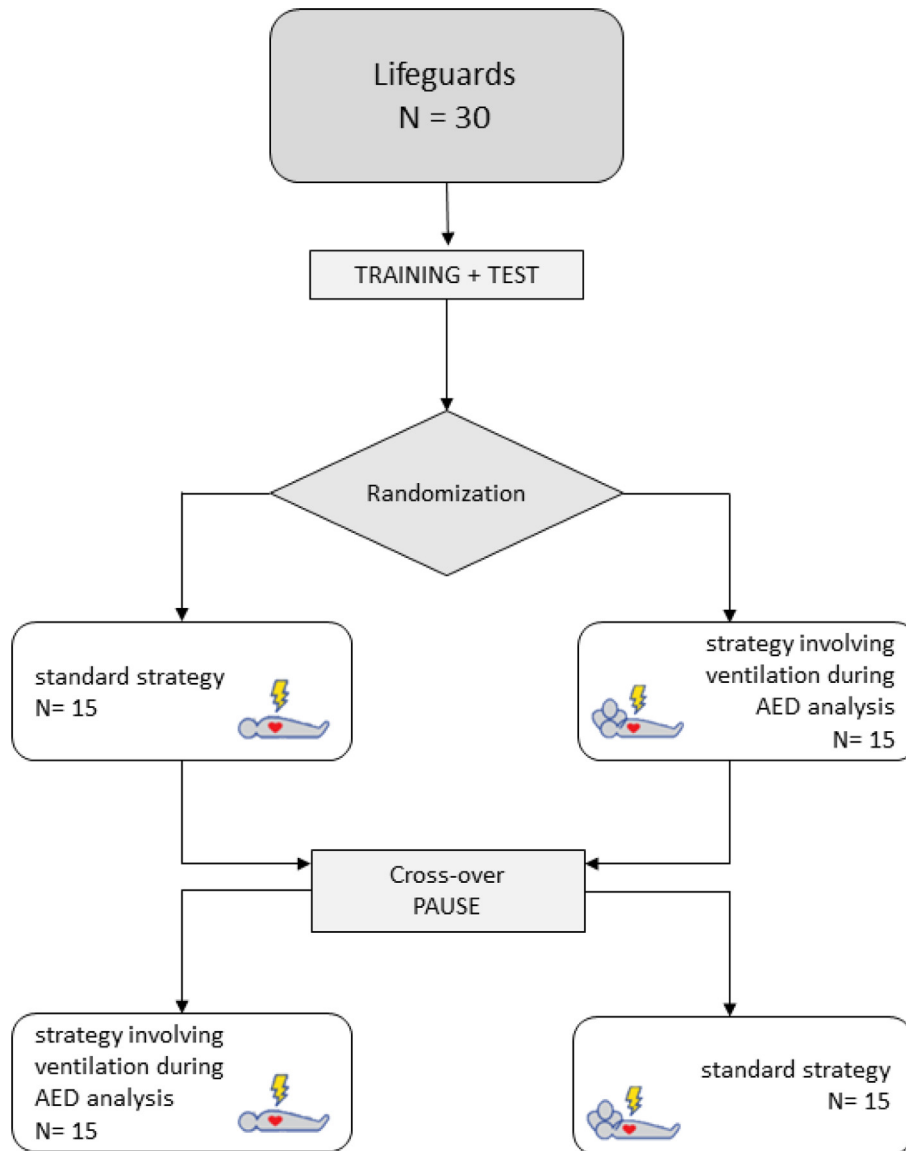 Lifeguards
N = 30
TRAINING + TEST
Randomization
standard strategy
N= 15
strategy involving
ventilation during
AED analysis
N= 15
Cross-over
PAUSE
strategy involving
ventilation during
AED analysis
N= 15
standard strategy
N= 15